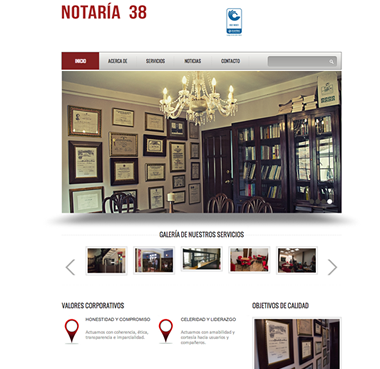 NOTARÍA 38
INICIO
ACERCA DE
SERVICIOS
NOTICIAS
CONTACTO
GALERÍA DE NUESTROS SERVICIOS
VALORES CORPORATIVOS
HONESTIDAD Y COMPROMISO
Actuamos con coherencia, ética, transparencia e imparcialidad.
CELERIDAD Y LIDERAZGO
Actuamos con amabilidad y cortesía hacia usuarios y compañeros.
OBJETIVOS DE CALIDAD